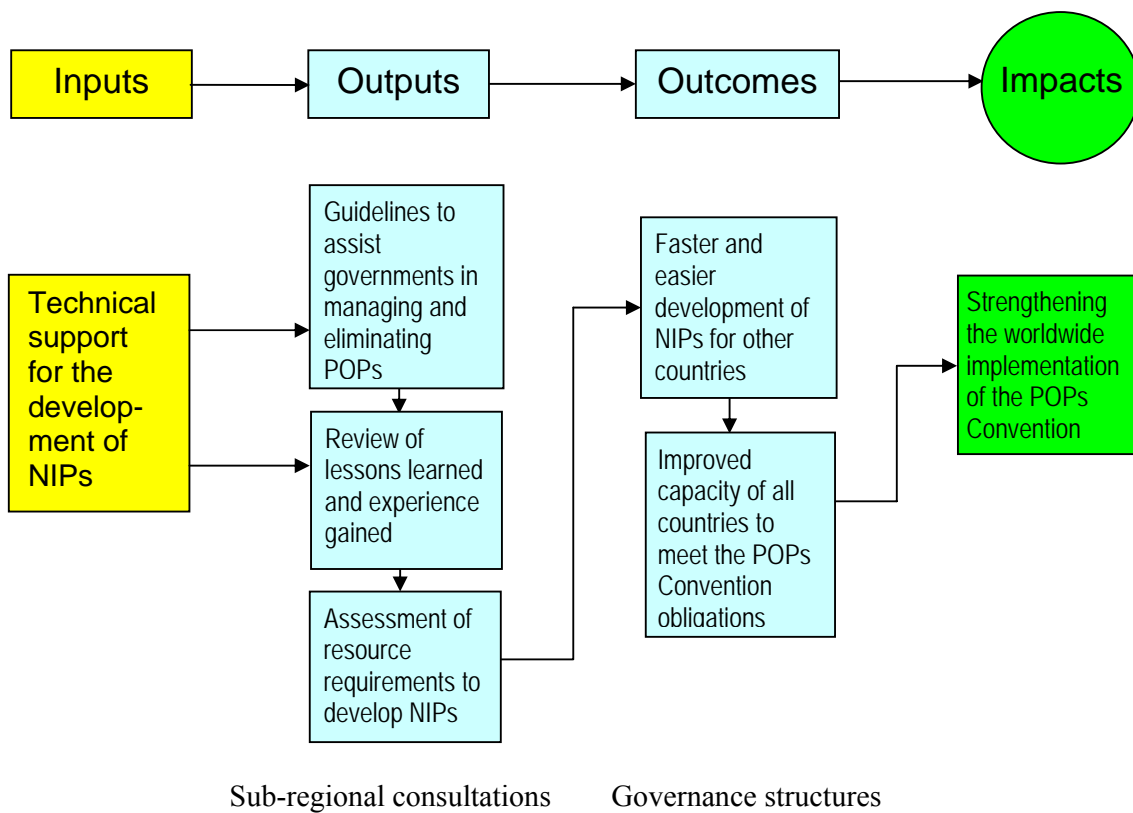 Inputs
Outputs
Outcomes
Impacts
Technical
support
for the
develop-
ment of
NIPs
Guidelines to
assist
governments in
managing and
eliminating
POPs
Review of
lessons learned
and experience
gained
Assessment of
resource
requirements to
develop NIPs
Faster and
easier
development of
NIPs for other
countries
Improved
capacity of all
countries to
meet the POPs
Convention
obligations
Strengthening
the worldwide
implementation
of the POPs
Convention
Sub-regional consultations
Governance structures